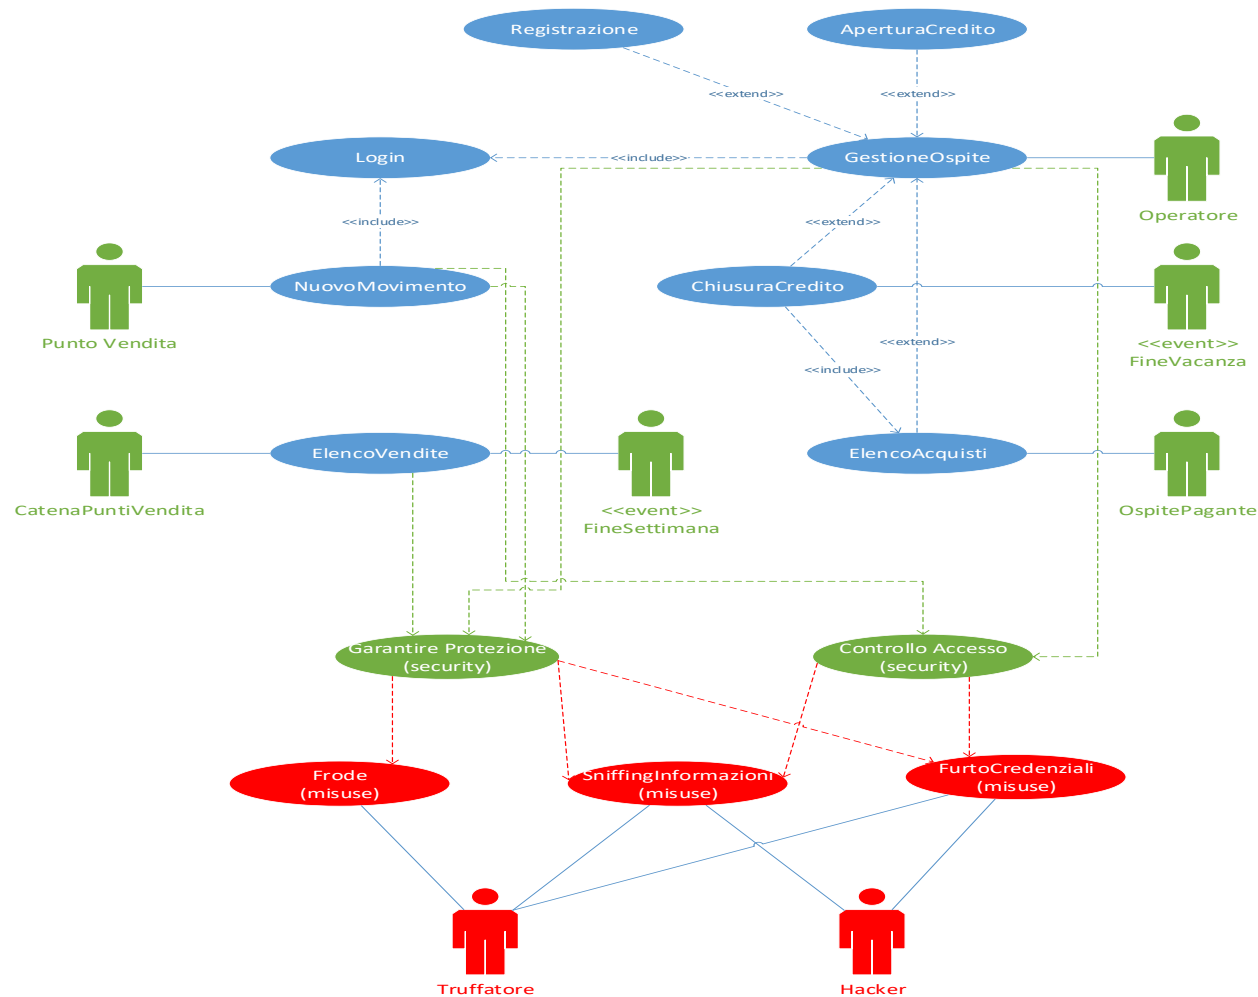 Registrazione
AperturaCredito
<<extend>>
<<extend>>
Login
<<include>>
GestioneOspite
Operatore
<<include>>
<<extend>>
NuovoMovimento
ChiusuraCredito
Punto Vendita
<<extend>>
<<event>>
FineVacanza
<<include>>
ElencoVendite
ElencoAcquisti
CatenaPuntiVendita
<<event>>
FineSettimana
OspitePagante
Garantire Protezione
(security)
Controllo Accesso
(security)
Frode
(misuse)
SniffingInformazioni
(misuse)
FurtoCredenziali
(misuse)
Truffatore
Hacker